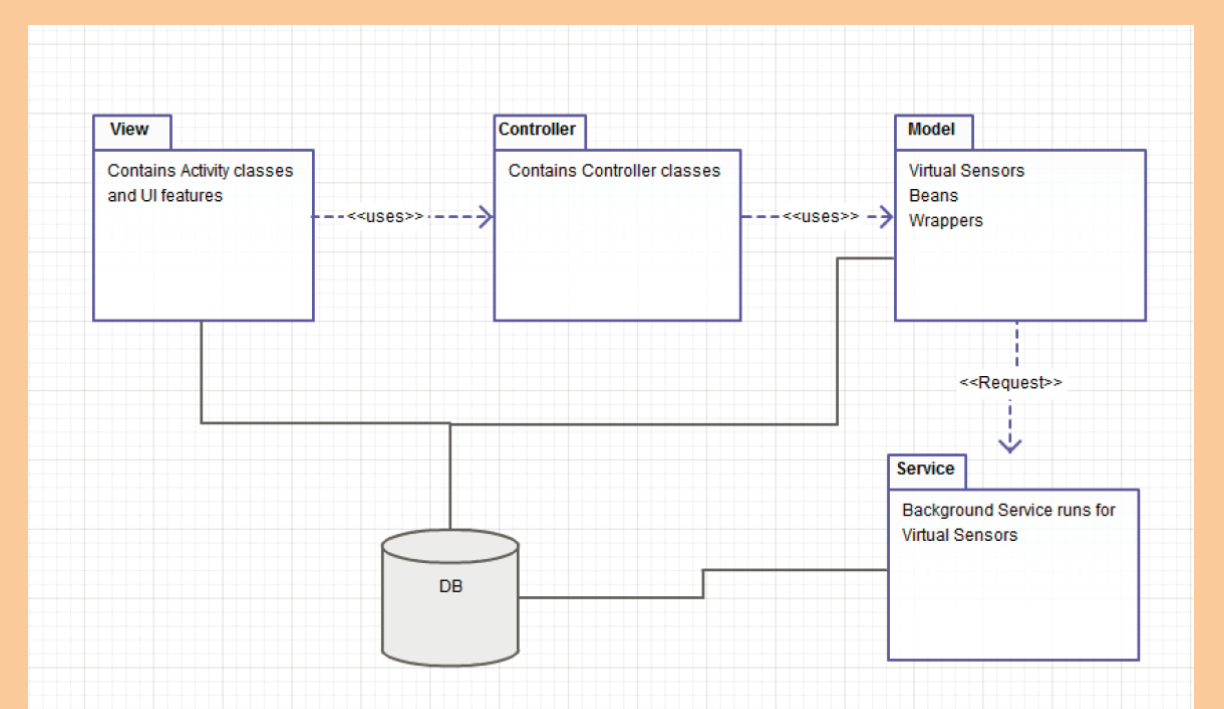 View
Contains Activity classes
and UI features
<<uses>>
Controller
Contains Controller classes
<<uses>>
Model
Virtual Sensors
Beans
Wrappers
<<Request>>
Service
Background Service runs for
Virtual Sensors
DB